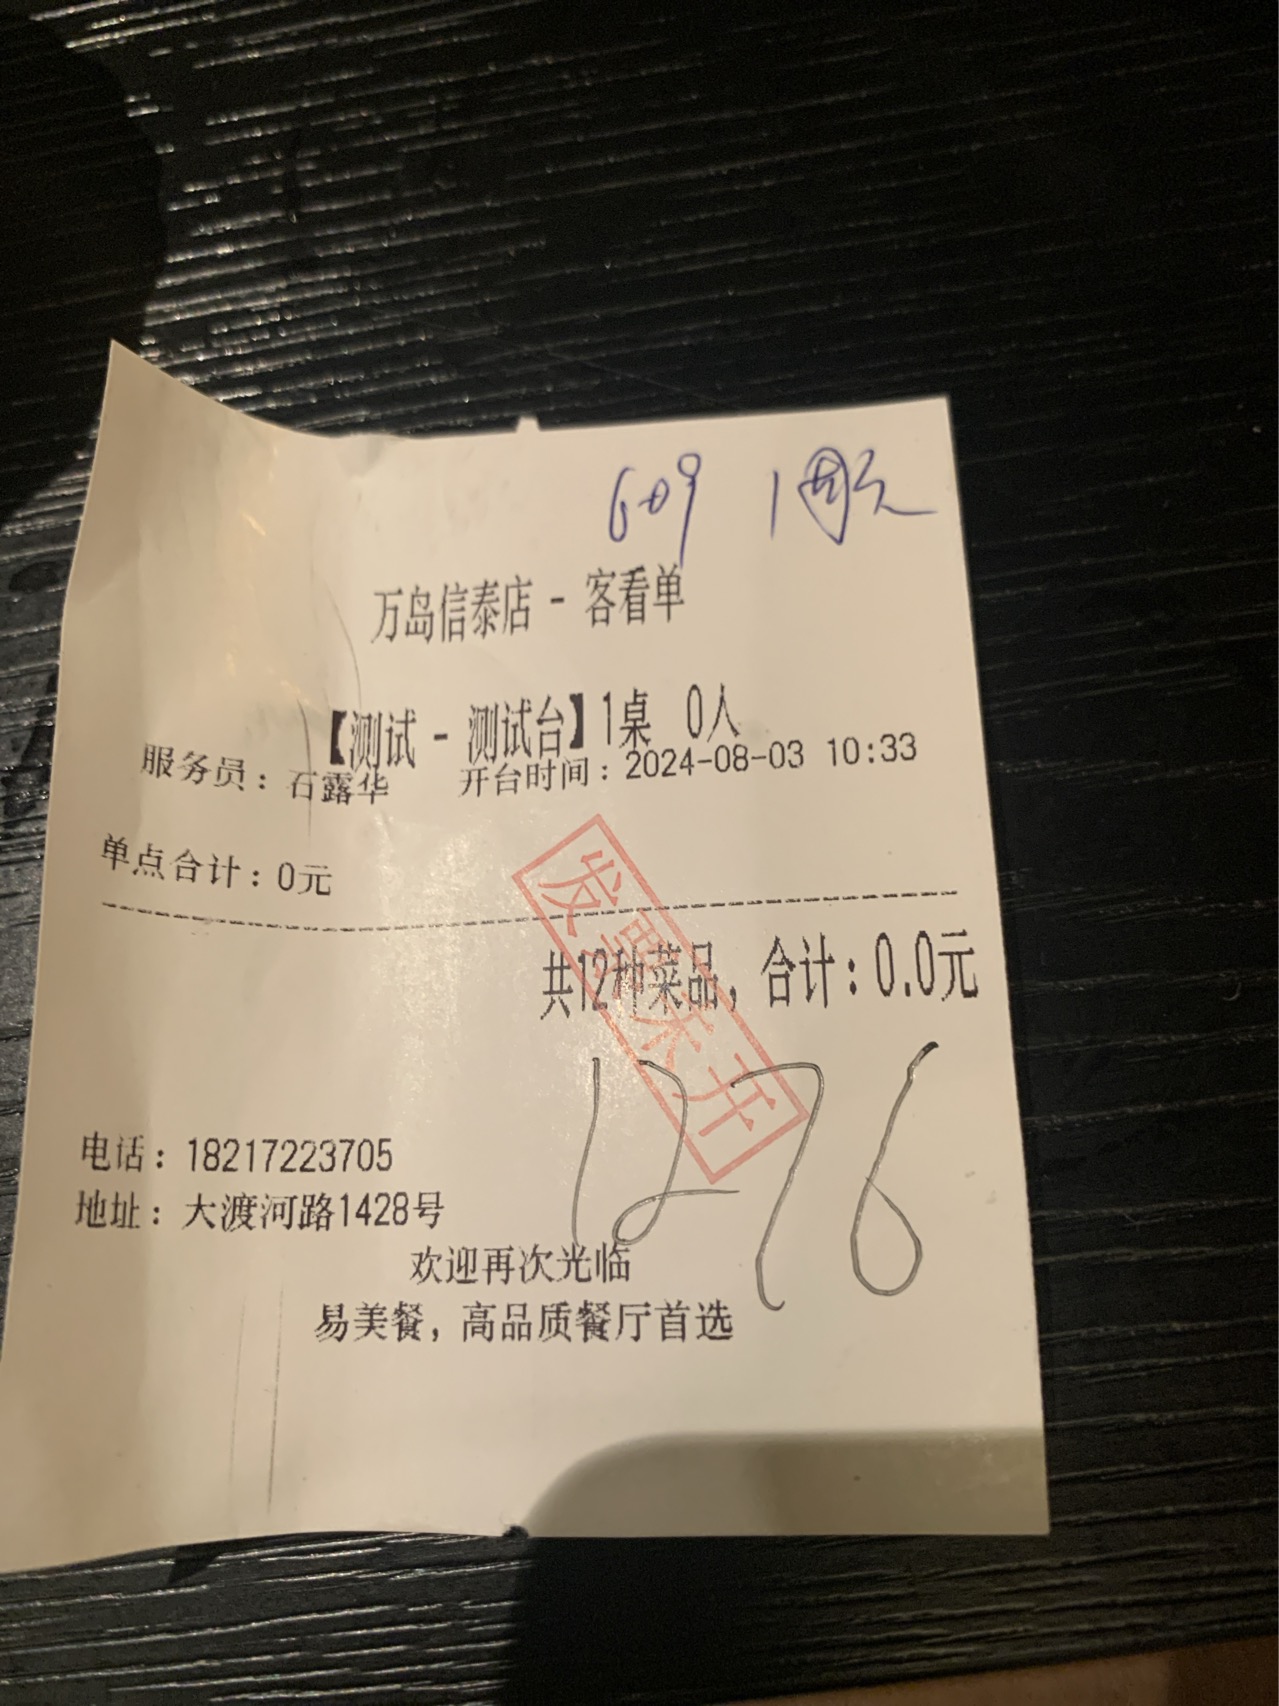 609
万岛信泰店 - 客看单
【测试 - 测试台】1桌 0人
服务员：石露华 开台时间：2024-08-03 10:33
单点合计：0元
共12种菜品，合计：0.0元
发票未开
1276
电话：18217223705
地址：大渡河路1428号
欢迎再次光临
易美餐，高品质餐厅首选